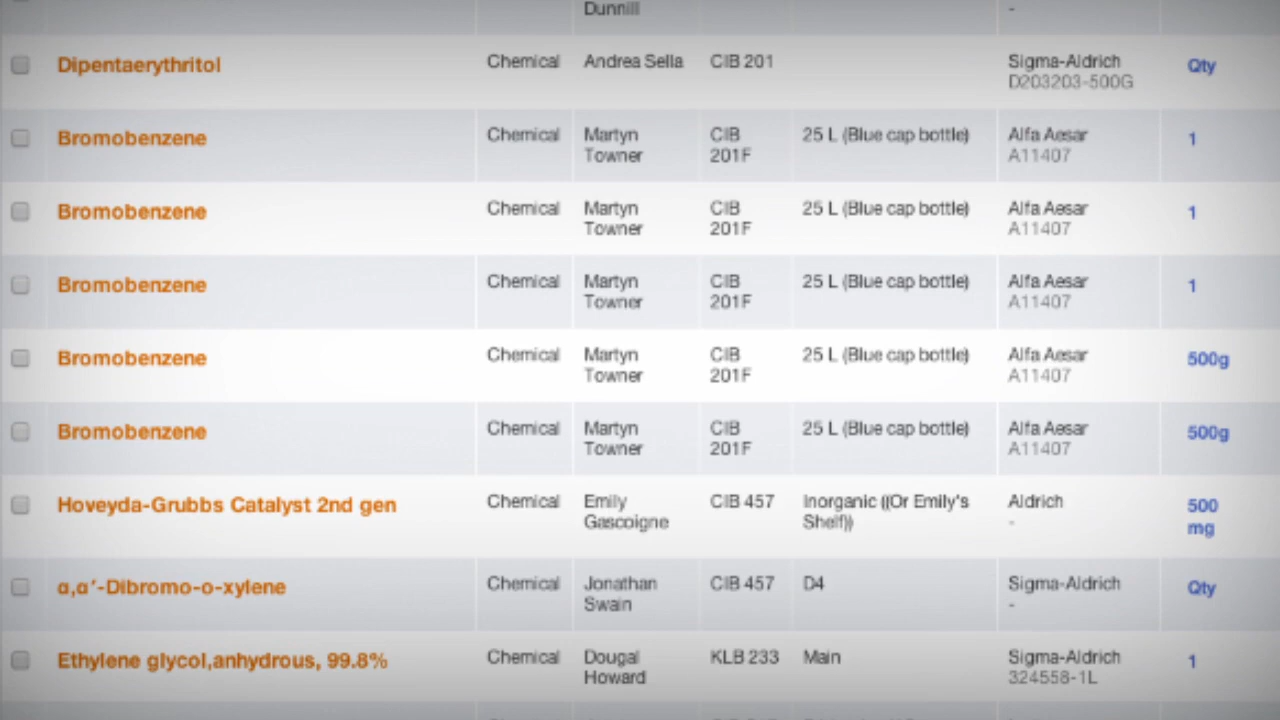 Dunnill
-
Dipentaerythritol Chemical Andrea Sella CIB 201 Sigma-Aldrich Qty
D203203-500G
Bromobenzene Chemical Martyn CIB 25 L (Blue cap bottle) Alfa Aesar 1
Towner 201F A11407
Bromobenzene Chemical Martyn CIB 25 L (Blue cap bottle) Alfa Aesar 1
Towner 201F A11407
Bromobenzene Chemical Martyn CIB 25 L (Blue cap bottle) Alfa Aesar 1
Towner 201F A11407
Bromobenzene Chemical Martyn CIB 25 L (Blue cap bottle) Alfa Aesar 500g
Towner 201F A11407
Bromobenzene Chemical Martyn CIB 25 L (Blue cap bottle) Alfa Aesar 500g
Towner 201F A11407
Hoveyda-Grubbs Catalyst 2nd gen Chemical Emily CIB 457 Inorganic ((Or Emily's Aldrich 500
Gascoigne Shelf)) - mg
α,α'-Dibromo-o-xylene Chemical Jonathan CIB 457 D4 Sigma-Aldrich Qty
Swain -
Ethylene glycol,anhydrous, 99.8% Chemical Dougal KLB 233 Main Sigma-Aldrich 1
Howard 324558-1L